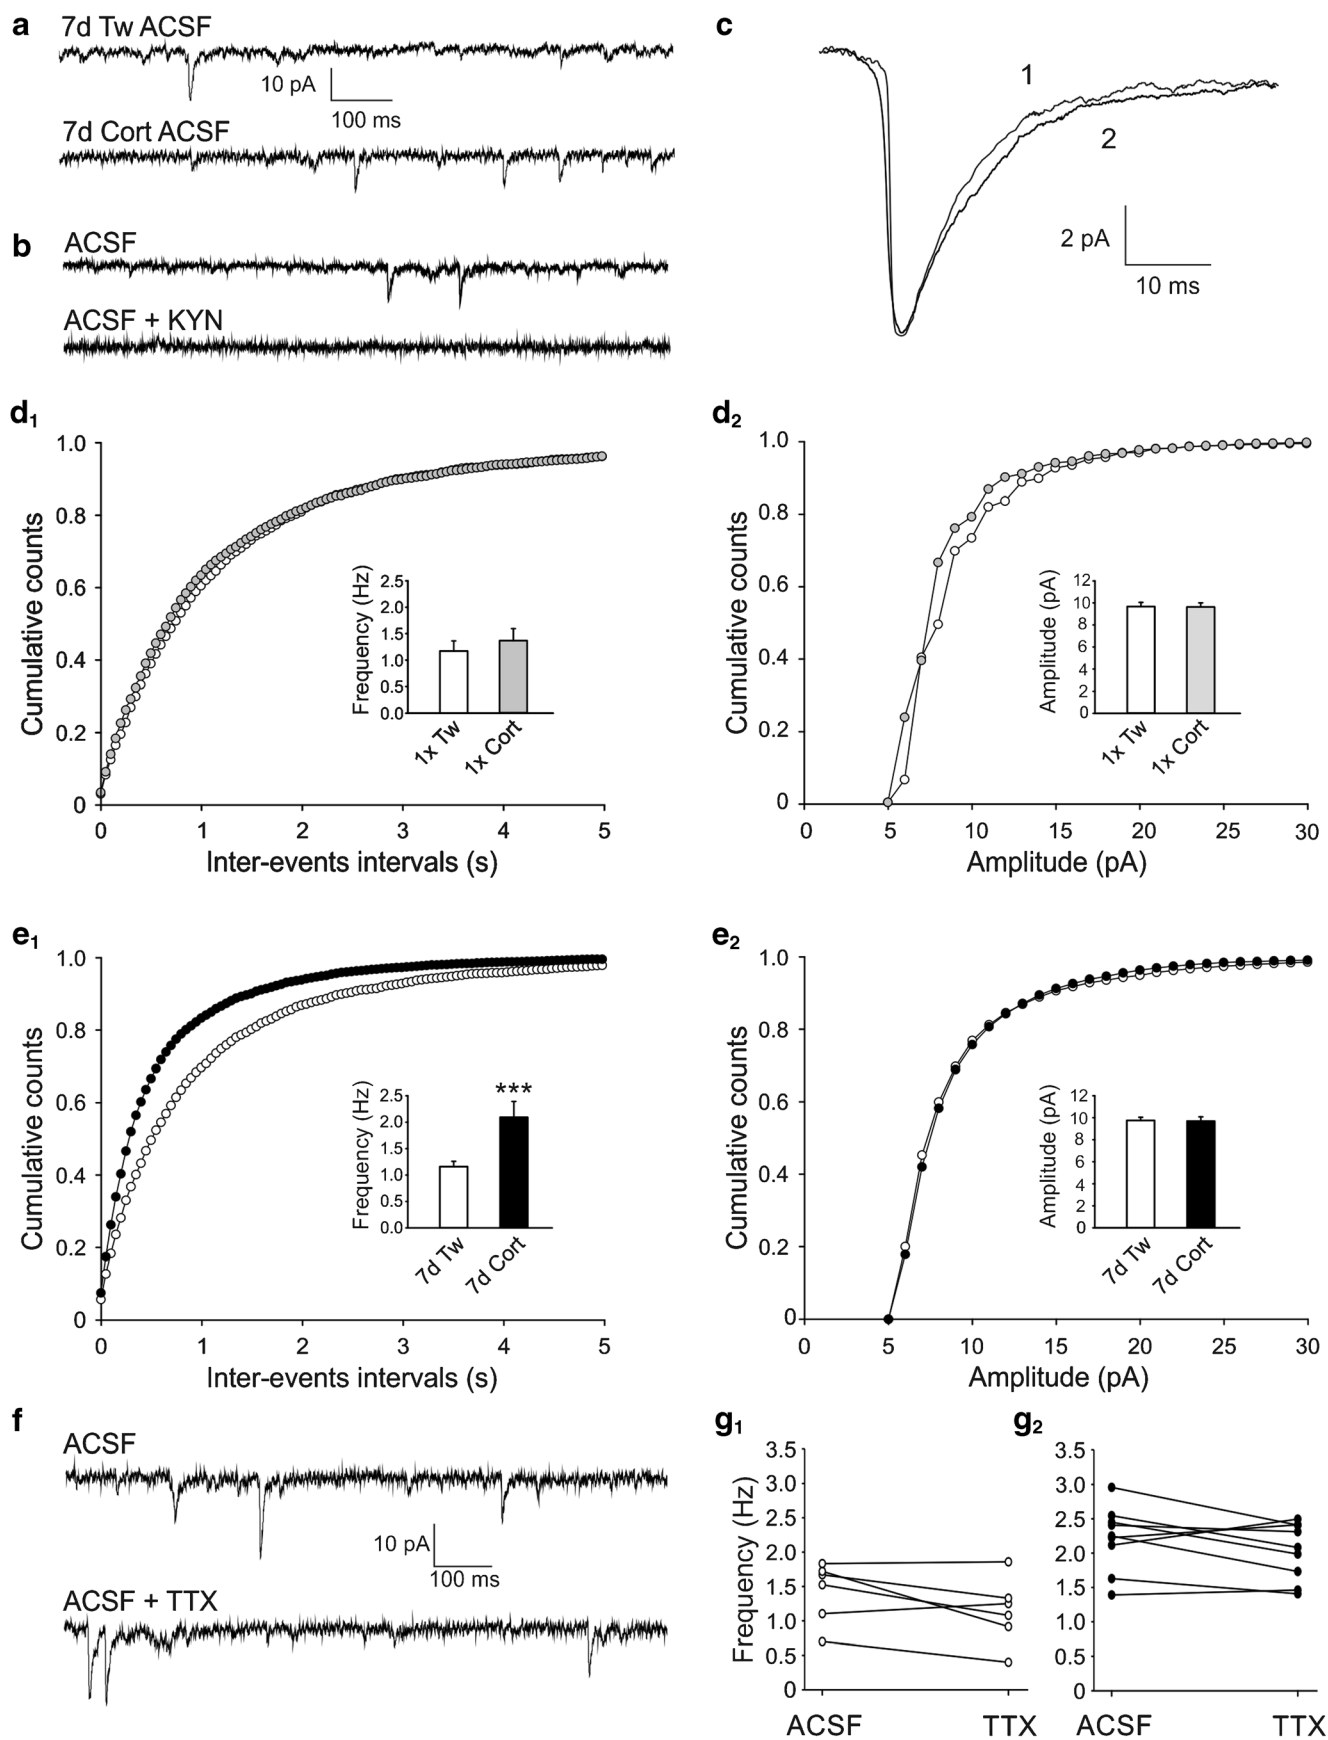 a
7d Tw ACSF
10 pA
100 ms
7d Cort ACSF
b
ACSF
ACSF + KYN
c
1
2
2 pA
10 ms
d1
1.0
0.8
0.6
0.4
0.2
0
Cumulative counts
0 1 2 3 4 5
Inter-events intervals (s)
2.5
2.0
1.5
1.0
0.5
0.0
Frequency (Hz)
1x Tw
1x Cort
d2
1.0
0.8
0.6
0.4
0.2
0
Cumulative counts
0 5 10 15 20 25 30
Amplitude (pA)
12
10
8
6
4
2
0
Amplitude (pA)
1x Tw
1x Cort
e1
1.0
0.8
0.6
0.4
0.2
0
Cumulative counts
0 1 2 3 4 5
Inter-events intervals (s)
2.5
2.0
1.5
1.0
0.5
0.0
Frequency (Hz)
***
7d Tw
7d Cort
e2
1.0
0.8
0.6
0.4
0.2
0
Cumulative counts
0 5 10 15 20 25 30
Amplitude (pA)
12
10
8
6
4
2
0
Amplitude (pA)
7d Tw
7d Cort
f
ACSF
10 pA
100 ms
ACSF + TTX
g1
3.5
3.0
2.5
2.0
1.5
1.0
0.5
0
Frequency (Hz)
ACSF TTX
g2
3.5
3.0
2.5
2.0
1.5
1.0
0.5
0
ACSF TTX